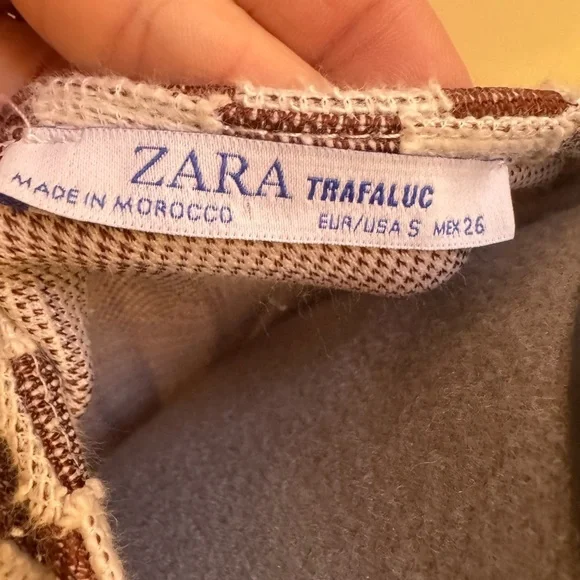 ZARA TRAFALUC
MADE IN MOROCCO EUR/USA S MEX 26